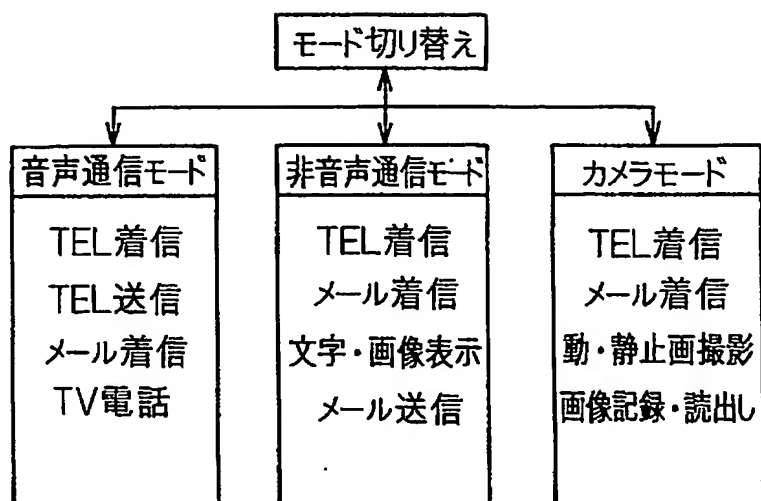 モード切り替え
音声通信モード
TEL着信
TEL送信
メール着信
TV電話
非音声通信モード
TEL着信
メール着信
文字・画像表示
メール送信
カメラモード
TEL着信
メール着信
動・静止画撮影
画像記録・読出し